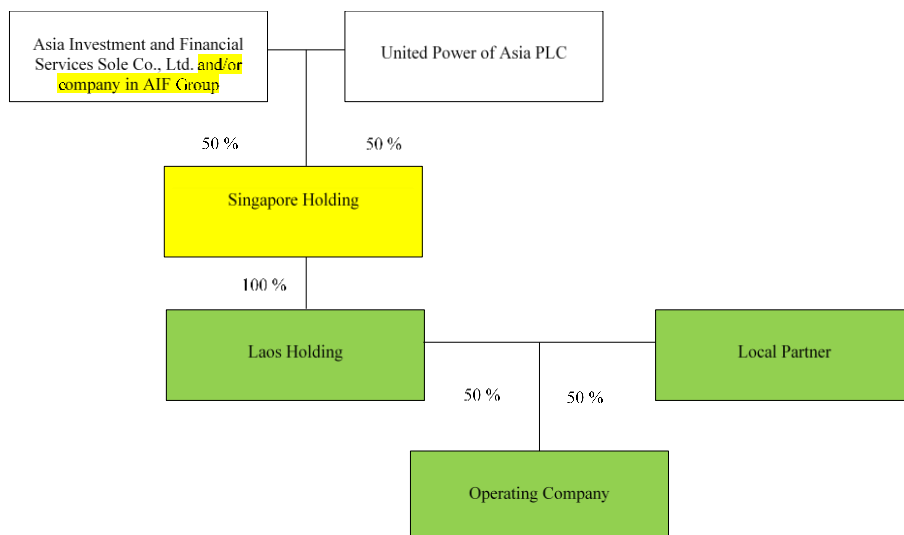 Asia Investment and Financial
Services Sole Co., Ltd. and/or
company in AIF Group
United Power of Asia PLC
50 %
50 %
Singapore Holding
100 %
Laos Holding
Local Partner
50 %
50 %
Operating Company